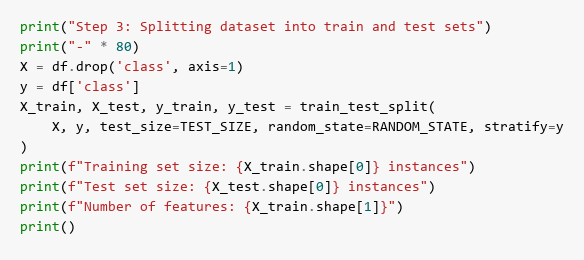 print("Step 3: Splitting dataset into train and test sets")
print("-" * 80)
X = df.drop('class', axis=1)
y = df['class']
X_train, X_test, y_train, y_test = train_test_split(
    X, y, test_size=TEST_SIZE, random_state=RANDOM_STATE, stratify=y
)
print(f"Training set size: {X_train.shape[0]} instances")
print(f"Test set size: {X_test.shape[0]} instances")
print(f"Number of features: {X_train.shape[1]}")
print()